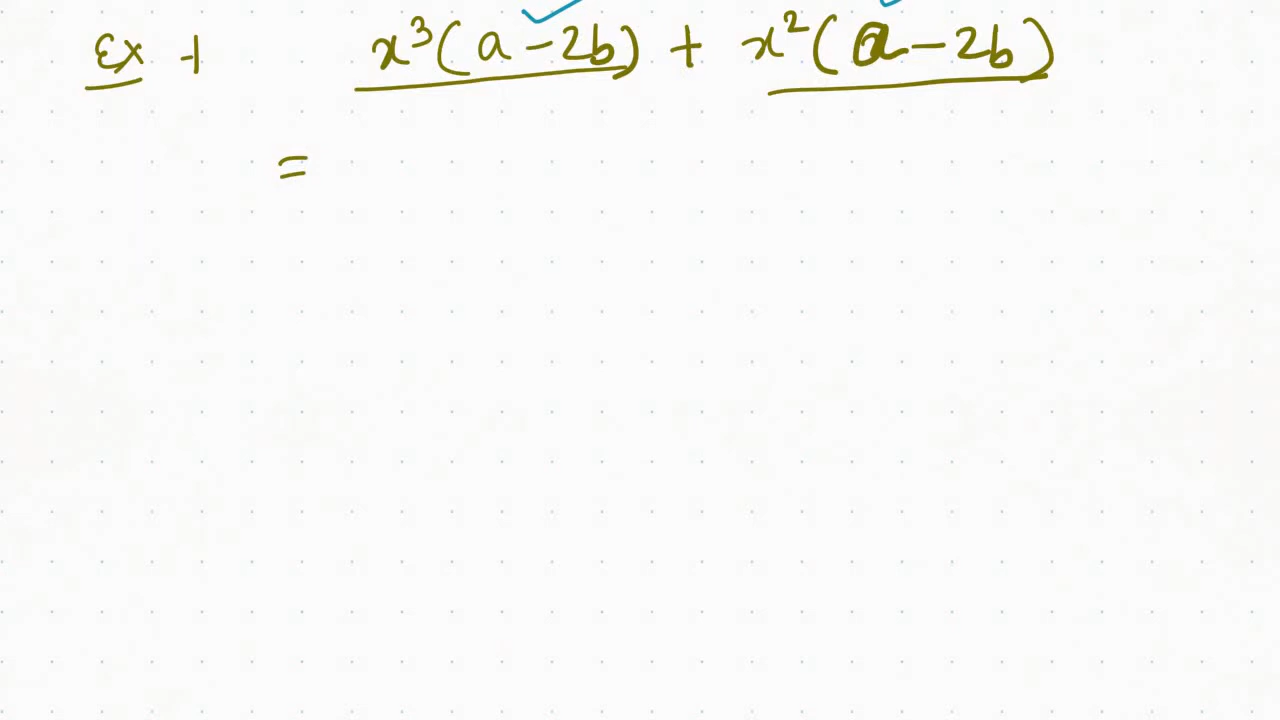 Ex -1 x³(a-2b) + x²(a-2b)
=